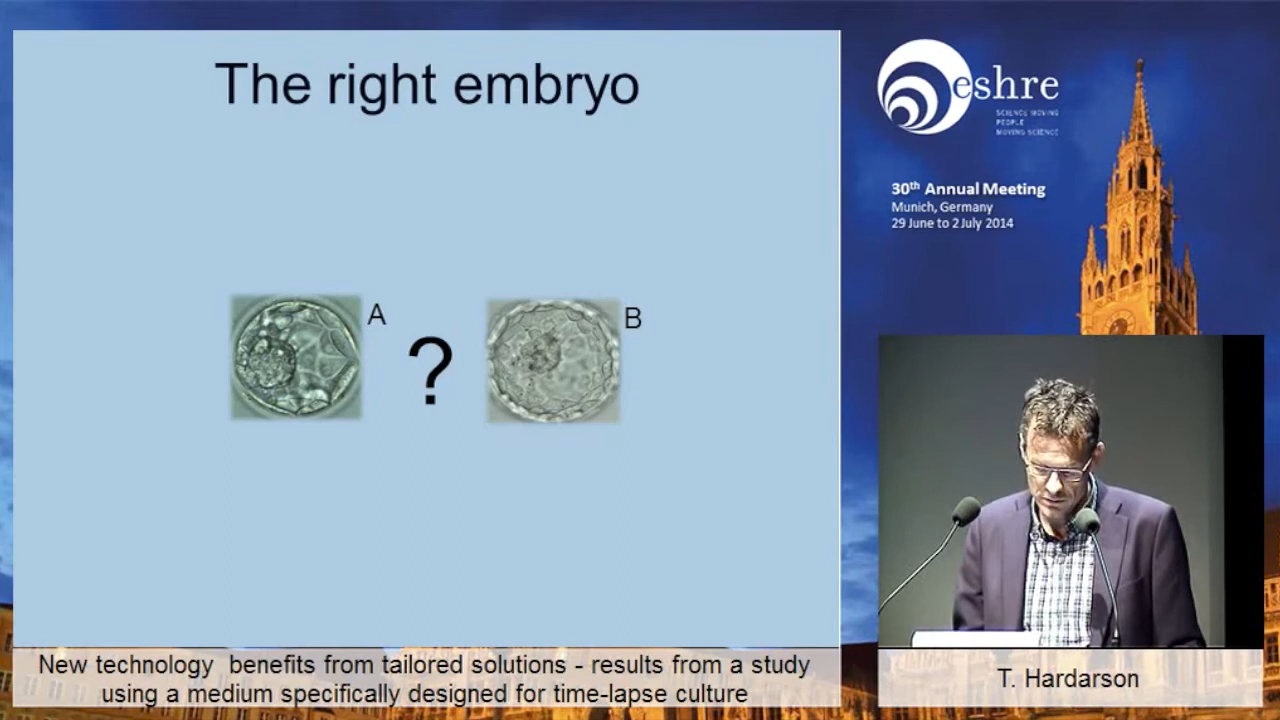 The right embryo
A
?
B
New technology benefits from tailored solutions - results from a study
using a medium specifically designed for time-lapse culture
eshre
SCIENCE MOVING
PEOPLE
MOVING SCIENCE
30th Annual Meeting
Munich, Germany
29 June to 2 July 2014
T. Hardarson